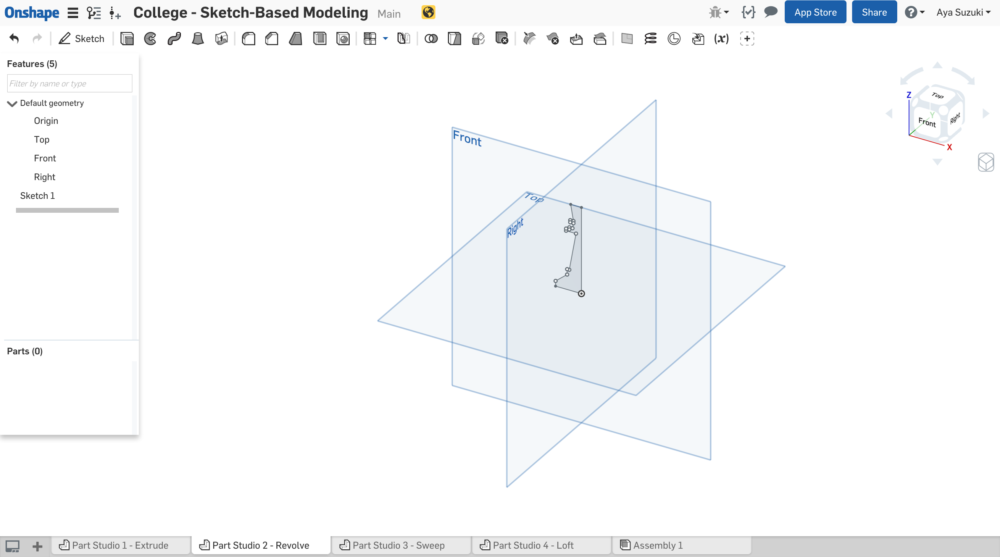 Onshape College - Sketch-Based Modeling Main App Store Share Aya Suzuki
Sketch (x)
Features (5)
Filter by name or type
Default geometry
Origin
Top
Front
Right
Sketch 1
Parts (0)
Front
Top
Right
Z
Top
Y
Front
Right
X
Part Studio 1 - Extrude Part Studio 2 - Revolve Part Studio 3 - Sweep Part Studio 4 - Loft Assembly 1